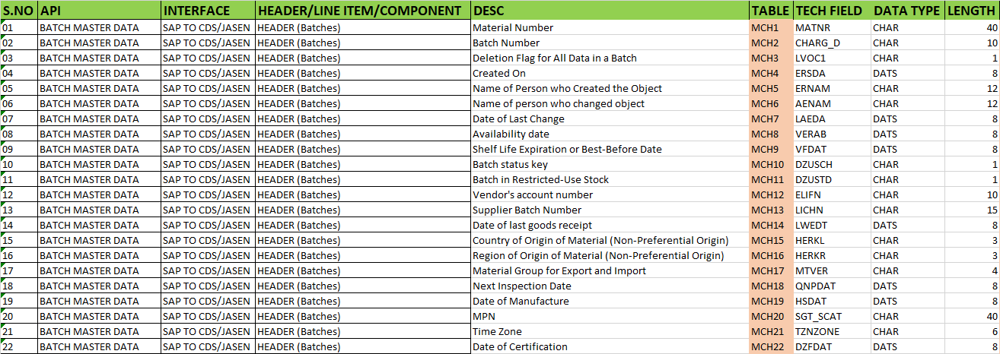 S.NO API INTERFACE HEADER/LINE ITEM/COMPONENT DESC TABLE TECH FIELD DATA TYPE LENGTH
01 BATCH MASTER DATA SAP TO CDS/JASEN HEADER (Batches) Material Number MCH1 MATNR CHAR 40
02 BATCH MASTER DATA SAP TO CDS/JASEN HEADER (Batches) Batch Number MCH2 CHARG_D CHAR 10
03 BATCH MASTER DATA SAP TO CDS/JASEN HEADER (Batches) Deletion Flag for All Data in a Batch MCH3 LVOC1 CHAR 1
04 BATCH MASTER DATA SAP TO CDS/JASEN HEADER (Batches) Created On MCH4 ERSDA DATS 8
05 BATCH MASTER DATA SAP TO CDS/JASEN HEADER (Batches) Name of Person who Created the Object MCH5 ERNAM CHAR 12
06 BATCH MASTER DATA SAP TO CDS/JASEN HEADER (Batches) Name of person who changed object MCH6 AENAM CHAR 12
07 BATCH MASTER DATA SAP TO CDS/JASEN HEADER (Batches) Date of Last Change MCH7 LAEDA DATS 8
08 BATCH MASTER DATA SAP TO CDS/JASEN HEADER (Batches) Availability date MCH8 VERAB DATS 8
09 BATCH MASTER DATA SAP TO CDS/JASEN HEADER (Batches) Shelf Life Expiration or Best-Before Date MCH9 VFDAT DATS 8
10 BATCH MASTER DATA SAP TO CDS/JASEN HEADER (Batches) Batch status key MCH10 DZUSCH CHAR 1
11 BATCH MASTER DATA SAP TO CDS/JASEN HEADER (Batches) Batch in Restricted-Use Stock MCH11 DZUSTD CHAR 1
12 BATCH MASTER DATA SAP TO CDS/JASEN HEADER (Batches) Vendor's account number MCH12 ELIFN CHAR 10
13 BATCH MASTER DATA SAP TO CDS/JASEN HEADER (Batches) Supplier Batch Number MCH13 LICHN CHAR 15
14 BATCH MASTER DATA SAP TO CDS/JASEN HEADER (Batches) Date of last goods receipt MCH14 LWEDT DATS 8
15 BATCH MASTER DATA SAP TO CDS/JASEN HEADER (Batches) Country of Origin of Material (Non-Preferential Origin) MCH15 HERKL CHAR 3
16 BATCH MASTER DATA SAP TO CDS/JASEN HEADER (Batches) Region of Origin of Material (Non-Preferential Origin) MCH16 HERKR CHAR 3
17 BATCH MASTER DATA SAP TO CDS/JASEN HEADER (Batches) Material Group for Export and Import MCH17 MTVER CHAR 4
18 BATCH MASTER DATA SAP TO CDS/JASEN HEADER (Batches) Next Inspection Date MCH18 QNPDAT DATS 8
19 BATCH MASTER DATA SAP TO CDS/JASEN HEADER (Batches) Date of Manufacture MCH19 HSDAT DATS 8
20 BATCH MASTER DATA SAP TO CDS/JASEN HEADER (Batches) MPN MCH20 SGT_SCAT CHAR 40
21 BATCH MASTER DATA SAP TO CDS/JASEN HEADER (Batches) Time Zone MCH21 TZNZONE CHAR 6
22 BATCH MASTER DATA SAP TO CDS/JASEN HEADER (Batches) Date of Certification MCH22 DZFDAT DATS 8